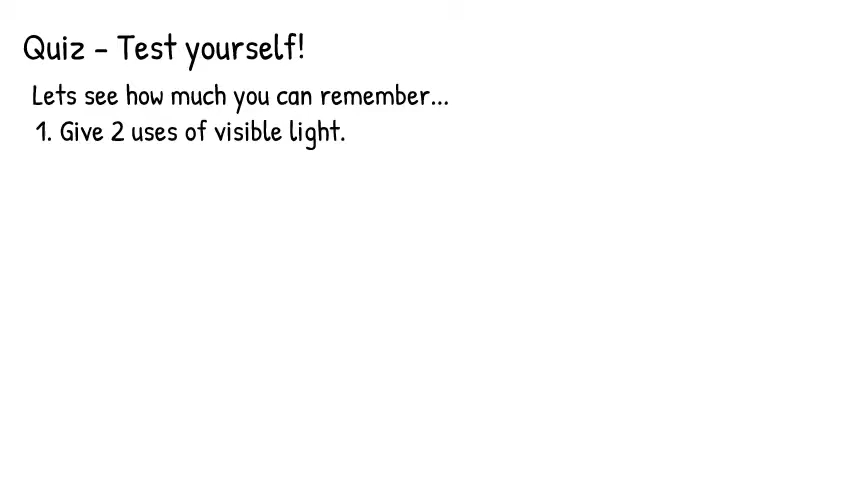 Quiz - Test yourself!
Lets see how much you can remember...
1. Give 2 uses of visible light.